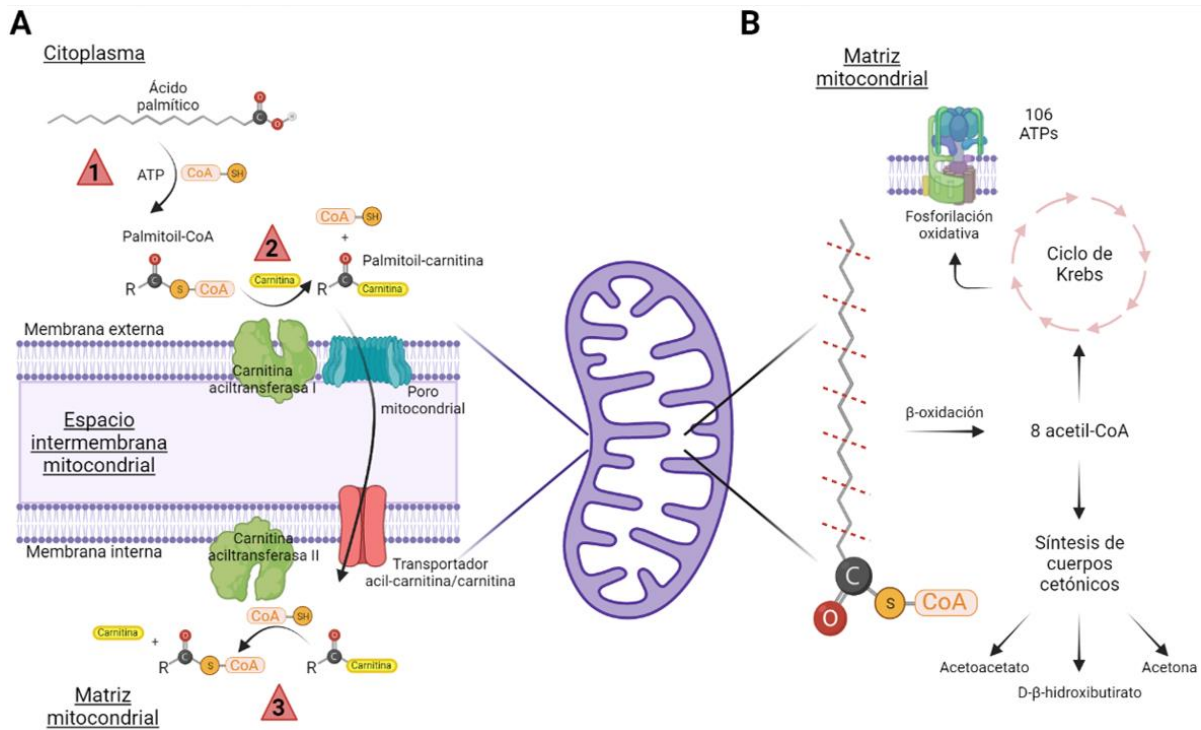 A
Citoplasma
Ácido
palmítico
O
C
O
H
1
ATP
CoA
SH
Palmitoil-CoA
O
R
C
S
CoA
2
Carnitina
CoA
SH
+
Palmitoil-carnitina
O
R
C
Carnitina
Membrana externa
Carnitina
aciltransferasa I
Poro
mitocondrial
Espacio
intermembrana
mitocondrial
Membrana interna
Carnitina
aciltransferasa II
Transportador
acil-carnitina/carnitina
CoA
SH
Carnitina
+
O
R
C
S
CoA
O
R
C
Carnitina
3
Matriz
mitocondrial
B
Matriz
mitocondrial
106
ATPs
Fosforilación
oxidativa
Ciclo de
Krebs
β-oxidación
8 acetil-CoA
C
O
S
CoA
Síntesis de
cuerpos
cetónicos
Acetoacetato
Acetona
D-β-hidroxibutirato